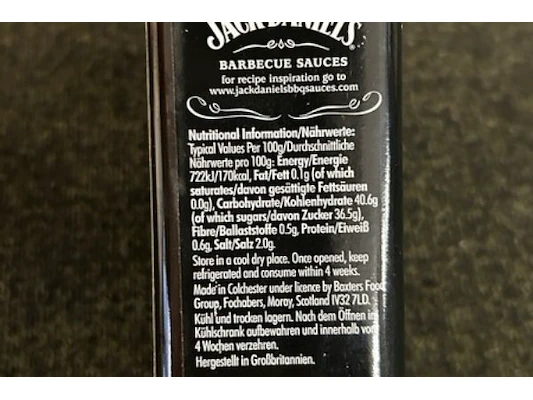 JACK DANIEL'S
BARBECUE SAUCES
for recipe inspiration go to
www.jackdanielsbbqsauces.com
Nutritional Information/Nährwerte:
Typical Values Per 100g/Durchschnittliche
Nährwerte pro 100g: Energy/Energie
722kJ/170kcal, Fat/Fett 0.1g (of which
saturates/davon gesättigte Fettsäuren
0.0g), Carbohydrate/Kohlenhydrate 40.6g
(of which sugars/davon Zucker 36.5g),
Fibre/Ballaststoffe 0.5g, Protein/Eiweiß
0.6g, Salt/Salz 2.0g.
Store in a cool dry place. Once opened, keep
refrigerated and consume within 4 weeks.
Made in Colchester under licence by Baxters Food
Group, Fochabers, Moray, Scotland IV32 7LD.
Kühl und trocken lagern. Nach dem Öffnen im
Kühlschrank aufbewahren und innerhalb von
4 Wochen verzehren.
Hergestellt in Großbritannien.